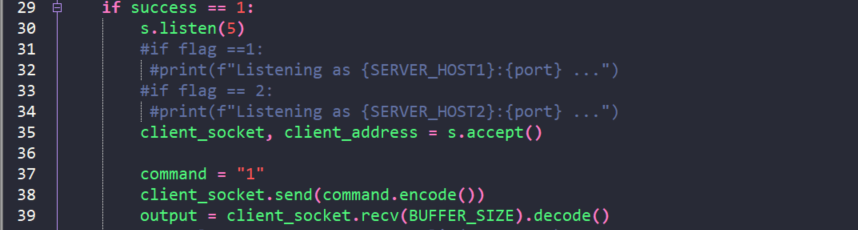 29 if success == 1:
30 s.listen(5)
31 #if flag ==1:
32 #print(f"Listening as {SERVER_HOST1}:{port} ...")
33 #if flag == 2:
34 #print(f"Listening as {SERVER_HOST2}:{port} ...")
35 client_socket, client_address = s.accept()
36
37 command = "1"
38 client_socket.send(command.encode())
39 output = client_socket.recv(BUFFER_SIZE).decode()